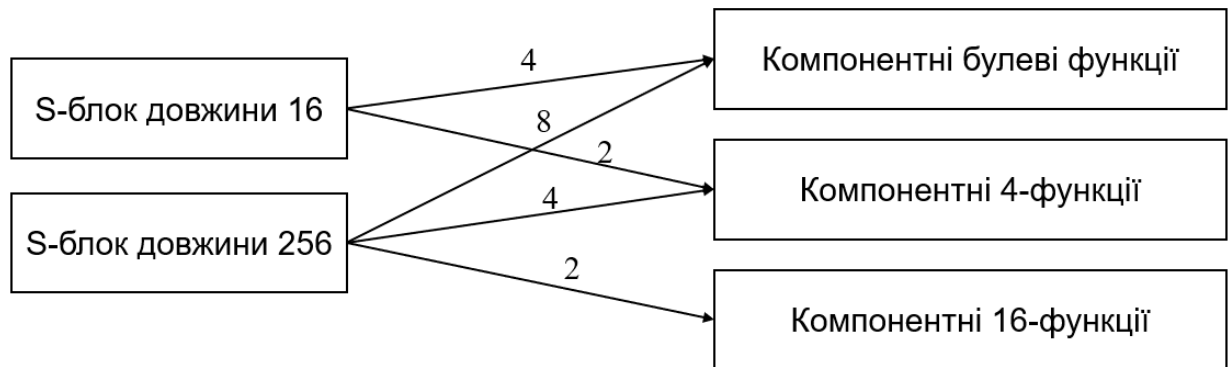 S-блок довжини 16
S-блок довжини 256
4
8
2
4
2
Компонентні булеві функції
Компонентні 4-функції
Компонентні 16-функції